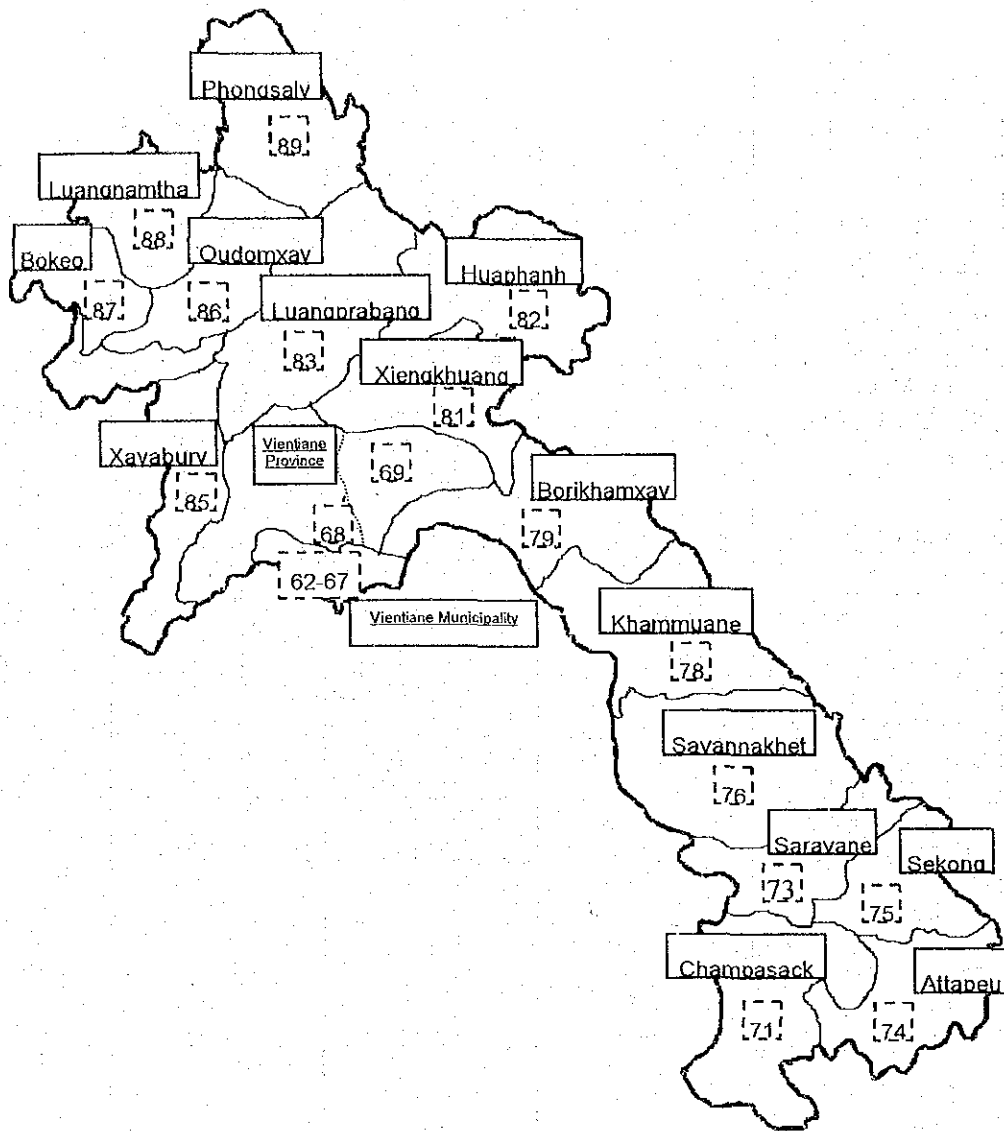 Phongsaly
89
Luangnamtha
88
Bokeo
Oudomxay
Huaphanh
87
86
Luangprabang
82
83
Xiengkhuang
81
Xayabury
Vientiane
Province
69
85
Borikhamxay
68
79
62-67
Vientiane Municipality
Khammuane
78
Savannakhet
76
Saravane
Sekong
73
75
Champasack
Attapeu
71
74